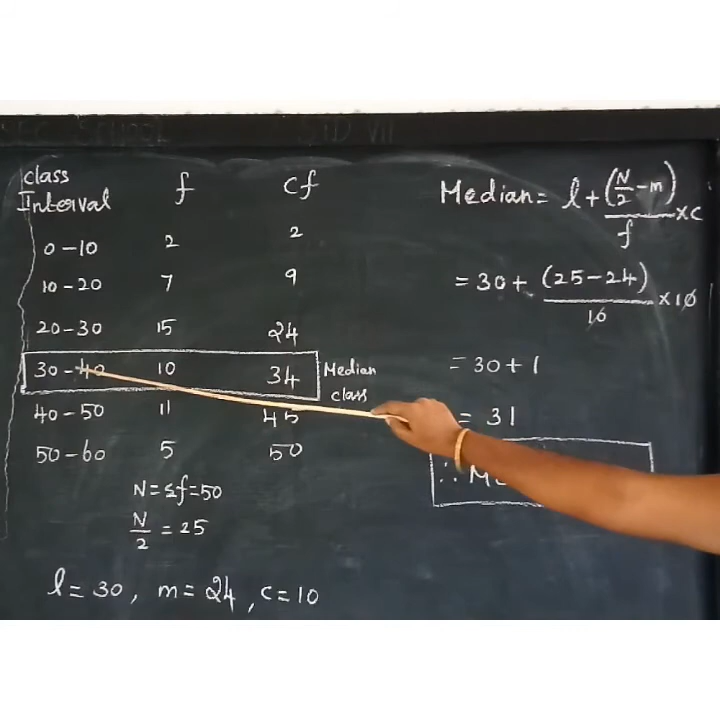 class Interval f cf
0-10 2 2
10-20 7 9
20-30 15 24
30-40 10 34 Median class
40-50 11 45
50-60 5 50
N = Σf = 50
N/2 = 25
l = 30, m = 24, c = 10
Median = l + (N/2 - m)/f × c
= 30 + (25-24)/10 × 10
= 30 + 1
= 31
∴